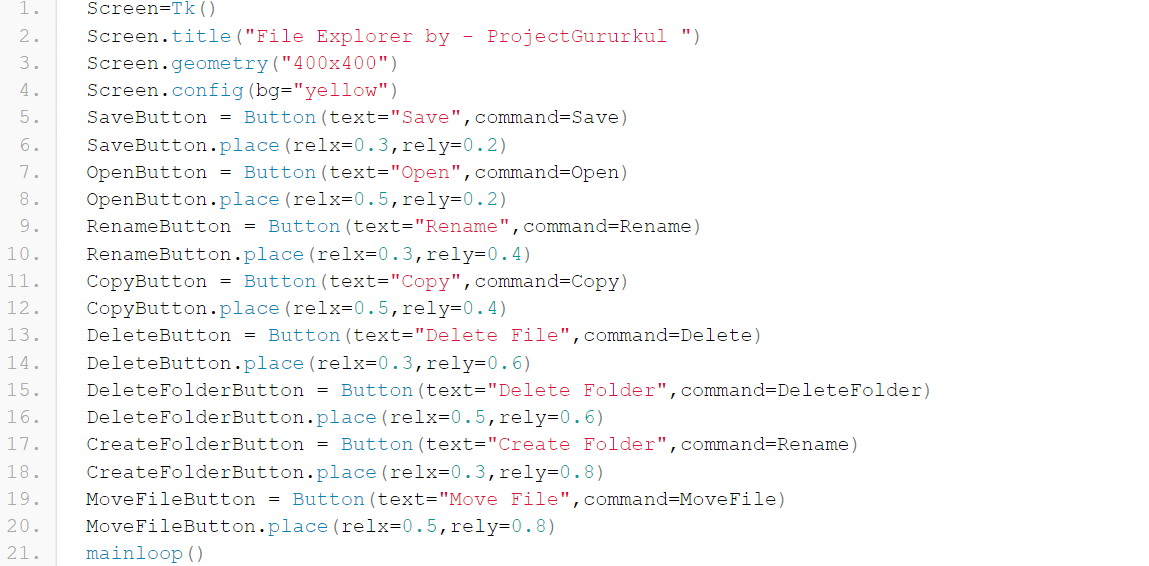 1. Screen=Tk()
2. Screen.title("File Explorer by - ProjectGururkul ")
3. Screen.geometry("400x400")
4. Screen.config(bg="yellow")
5. SaveButton = Button(text="Save",command=Save)
6. SaveButton.place(relx=0.3,rely=0.2)
7. OpenButton = Button(text="Open",command=Open)
8. OpenButton.place(relx=0.5,rely=0.2)
9. RenameButton = Button(text="Rename",command=Rename)
10. RenameButton.place(relx=0.3,rely=0.4)
11. CopyButton = Button(text="Copy",command=Copy)
12. CopyButton.place(relx=0.5,rely=0.4)
13. DeleteButton = Button(text="Delete File",command=Delete)
14. DeleteButton.place(relx=0.3,rely=0.6)
15. DeleteFolderButton = Button(text="Delete Folder",command=DeleteFolder)
16. DeleteFolderButton.place(relx=0.5,rely=0.6)
17. CreateFolderButton = Button(text="Create Folder",command=Rename)
18. CreateFolderButton.place(relx=0.3,rely=0.8)
19. MoveFileButton = Button(text="Move File",command=MoveFile)
20. MoveFileButton.place(relx=0.5,rely=0.8)
21. mainloop()